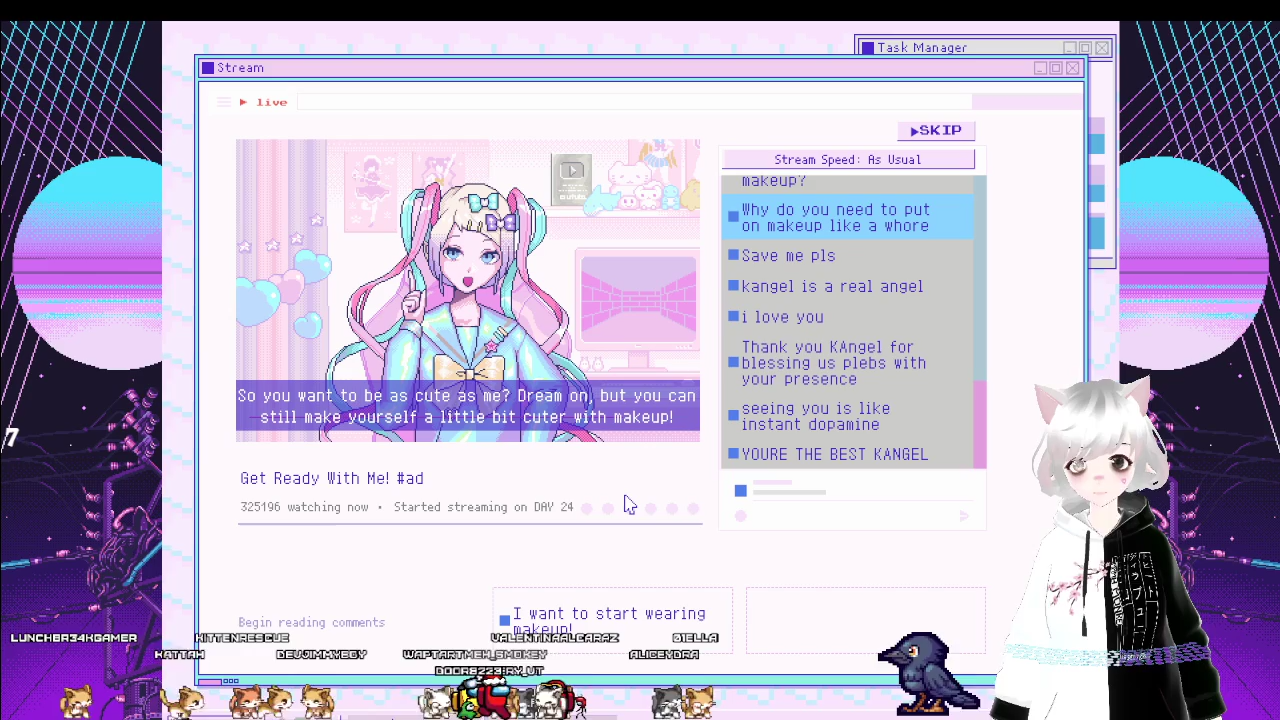 Task Manager
Stream
live
▶SKIP
Stream Speed: As Usual
makeup?
Why do you need to put
on makeup like a whore
Save me pls
kangel is a real angel
i love you
Thank you KAngel for
blessing us plebs with
your presence
seeing you is like
instant dopamine
YOURE THE BEST KANGEL
So you want to be as cute as me? Dream on, but you can
still make yourself a little bit cuter with makeup!
7
Get Ready With Me! #ad
325196 watching now • Started streaming on DAY 24
I want to start wearing
makeup!
Begin reading comments
LUNCHBR34KGAMER
KITTENRESCUE
VALENTINAALCARAZ
KATTAH
ALICEYDRA